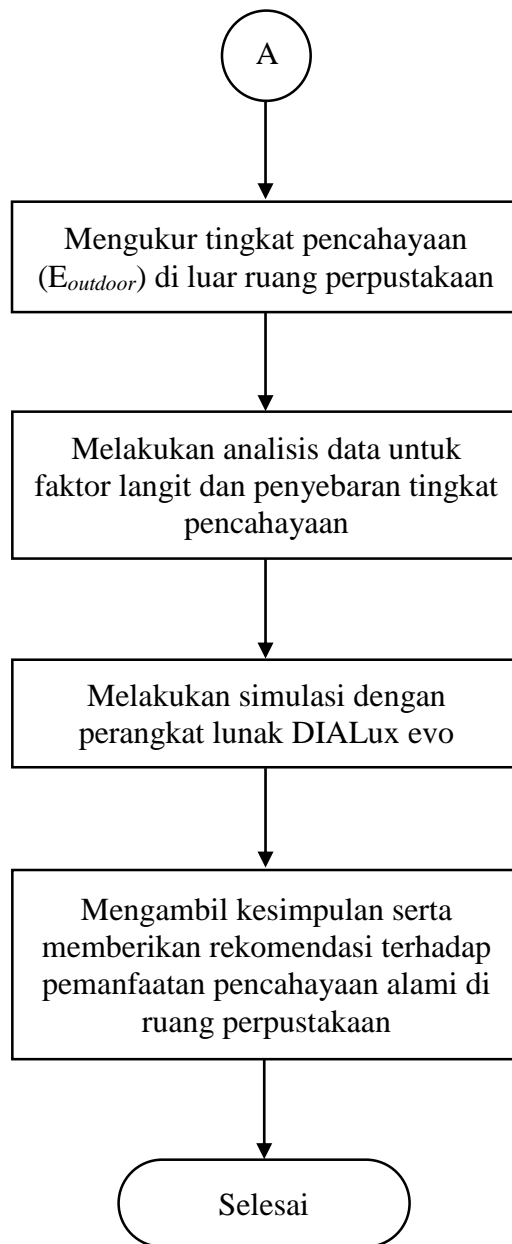 A
Mengukur tingkat pencahayaan
(Eoutdoor) di luar ruang perpustakaan
Melakukan analisis data untuk
faktor langit dan penyebaran tingkat
pencahayaan
Melakukan simulasi dengan
perangkat lunak DIALux evo
Mengambil kesimpulan serta
memberikan rekomendasi terhadap
pemanfaatan pencahayaan alami di
ruang perpustakaan
Selesai